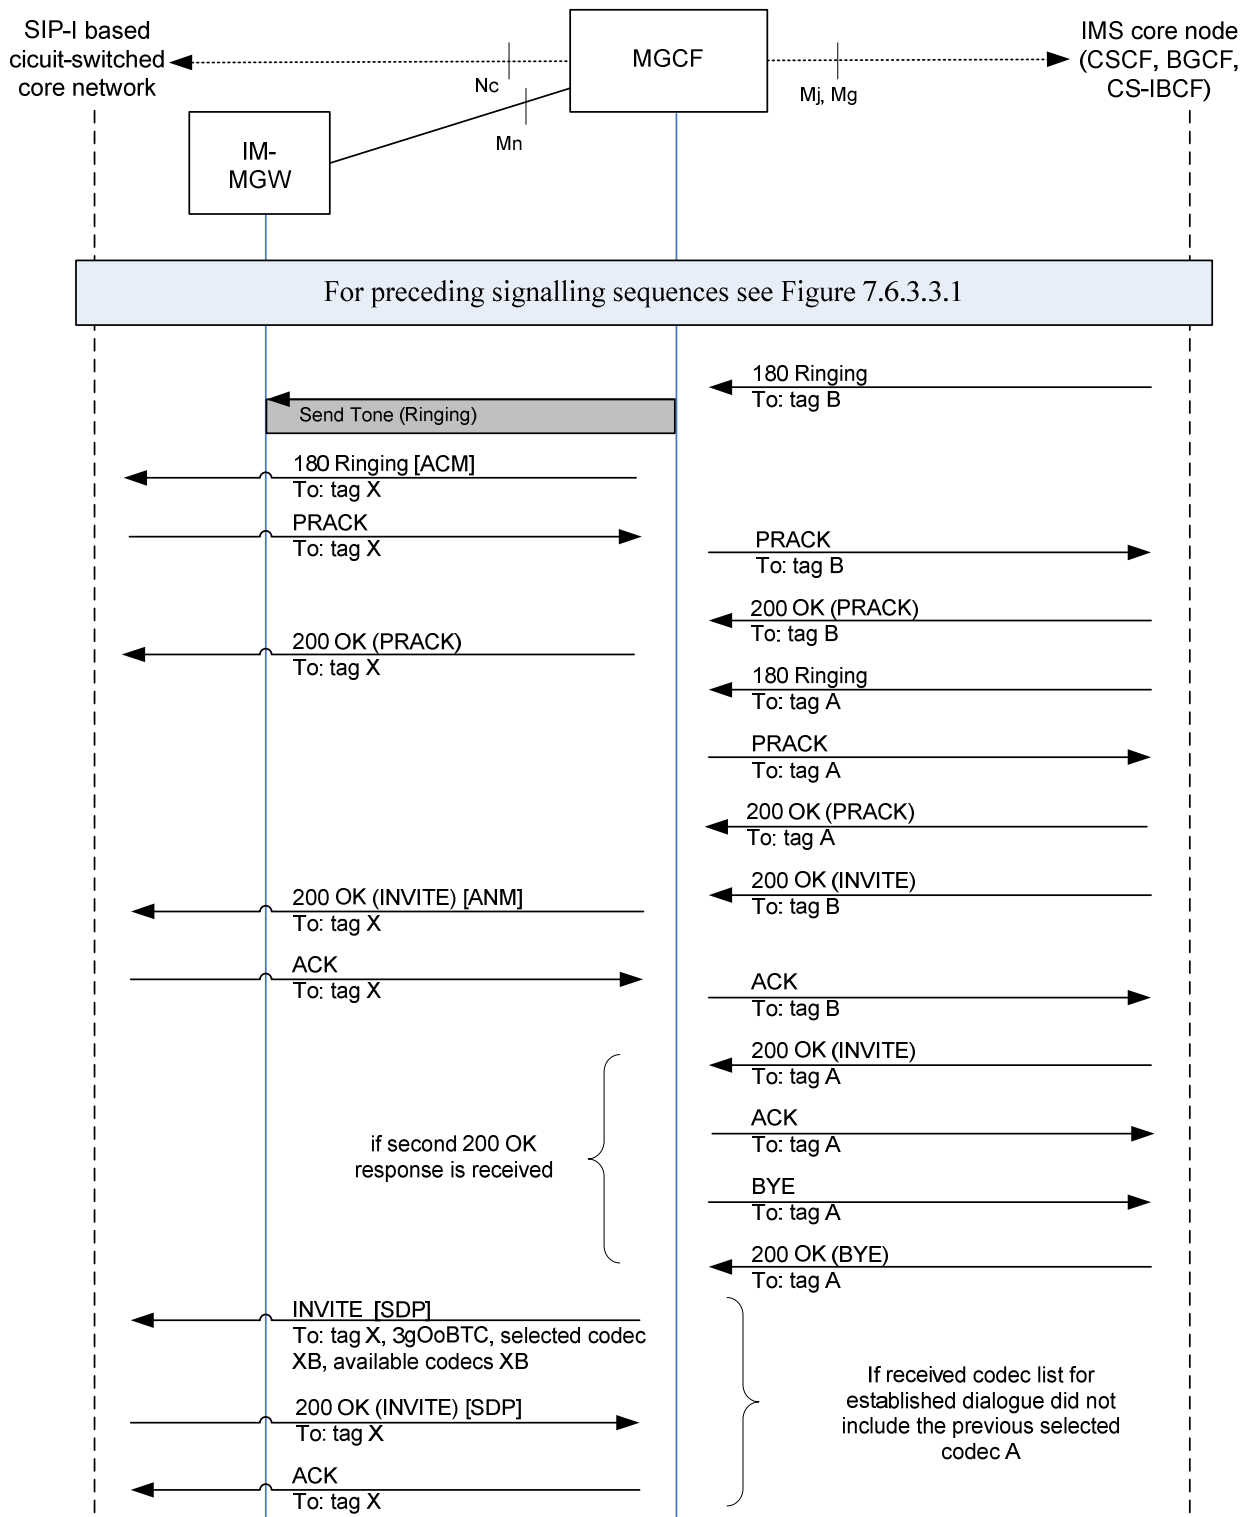 SIP-I based
cicuit-switched
core network
MGCF
IMS core node
(CSCF, BGCF,
CS-IBCF)
Nc
Mj, Mg
Mn
IM-
MGW
For preceding signalling sequences see Figure 7.6.3.3.1
180 Ringing
To: tag B
Send Tone (Ringing)
180 Ringing [ACM]
To: tag X
PRACK
To: tag X
PRACK
To: tag B
200 OK (PRACK)
To: tag B
200 OK (PRACK)
To: tag X
180 Ringing
To: tag A
PRACK
To: tag A
200 OK (PRACK)
To: tag A
200 OK (INVITE)
To: tag B
200 OK (INVITE) [ANM]
To: tag X
ACK
To: tag X
ACK
To: tag B
200 OK (INVITE)
To: tag A
ACK
To: tag A
if second 200 OK
response is received
BYE
To: tag A
200 OK (BYE)
To: tag A
INVITE [SDP]
To: tag X, 3gOoBTC, selected codec
XB, available codecs XB
If received codec list for
established dialogue did not
include the previous selected
codec A
200 OK (INVITE) [SDP]
To: tag X
ACK
To: tag X